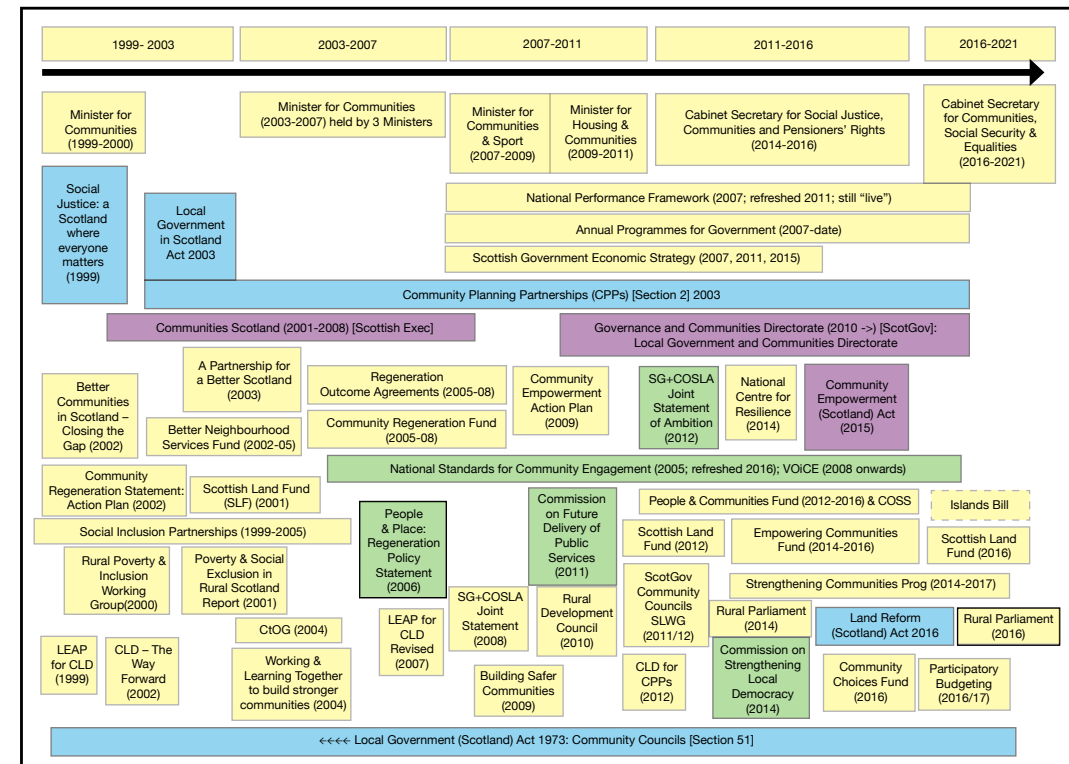 1999- 2003
2003-2007
2007-2011
2011-2016
2016-2021
Minister for
Communities
(1999-2000)
Minister for Communities
(2003-2007) held by 3 Ministers
Minister for
Communities
& Sport
(2007-2009)
Minister for
Housing &
Communities
(2009-2011)
Cabinet Secretary for Social Justice,
Communities and Pensioners' Rights
(2014-2016)
Cabinet Secretary
for Communities,
Social Security &
Equalities
(2016-2021)
Social
Justice: a
Scotland
where
everyone
matters
(1999)
Local
Government
in Scotland
Act 2003
National Performance Framework (2007; refreshed 2011; still “live”)
Annual Programmes for Government (2007-date)
Scottish Government Economic Strategy (2007, 2011, 2015)
Community Planning Partnerships (CPPs) [Section 2] 2003
Communities Scotland (2001-2008) [Scottish Exec]
Governance and Communities Directorate (2010 ->) [ScotGov]:
Local Government and Communities Directorate
Better
Communities
in Scotland –
Closing the
Gap (2002)
A Partnership for
a Better Scotland
(2003)
Better Neighbourhood
Services Fund (2002-05)
Regeneration
Outcome Agreements (2005-08)
Community Regeneration Fund
(2005-08)
Community
Empowerment
Action Plan
(2009)
SG+COSLA
Joint
Statement
of Ambition
(2012)
National
Centre for
Resilience
(2014)
Community
Empowerment
(Scotland) Act
(2015)
National Standards for Community Engagement (2005; refreshed 2016); VOiCE (2008 onwards)
Community
Regeneration Statement:
Action Plan (2002)
Scottish Land Fund
(SLF) (2001)
Social Inclusion Partnerships (1999-2005)
People
& Place:
Regeneration
Policy
Statement
(2006)
Commission
on Future
Delivery of
Public
Services
(2011)
People & Communities Fund (2012-2016) & COSS
Islands Bill
Scottish Land
Fund (2012)
Empowering Communities
Fund (2014-2016)
Scottish Land
Fund (2016)
Rural Poverty &
Inclusion
Working
Group(2000)
Poverty & Social
Exclusion in
Rural Scotland
Report (2001)
SG+COSLA
Joint
Statement
(2008)
Rural
Development
Council
(2010)
ScotGov
Community
Councils
SLWG
(2011/12)
Strengthening Communities Prog (2014-2017)
Rural Parliament
(2014)
Land Reform
(Scotland) Act 2016
Rural Parliament
(2016)
LEAP
for CLD
(1999)
CLD – The
Way
Forward
(2002)
CtOG (2004)
Working &
Learning Together
to build stronger
communities (2004)
LEAP for
CLD
Revised
(2007)
Building Safer
Communities
(2009)
CLD for
CPPs
(2012)
Commission on
Strengthening
Local
Democracy
(2014)
Community
Choices Fund
(2016)
Participatory
Budgeting
(2016/17)
←←←← Local Government (Scotland) Act 1973: Community Councils [Section 51]